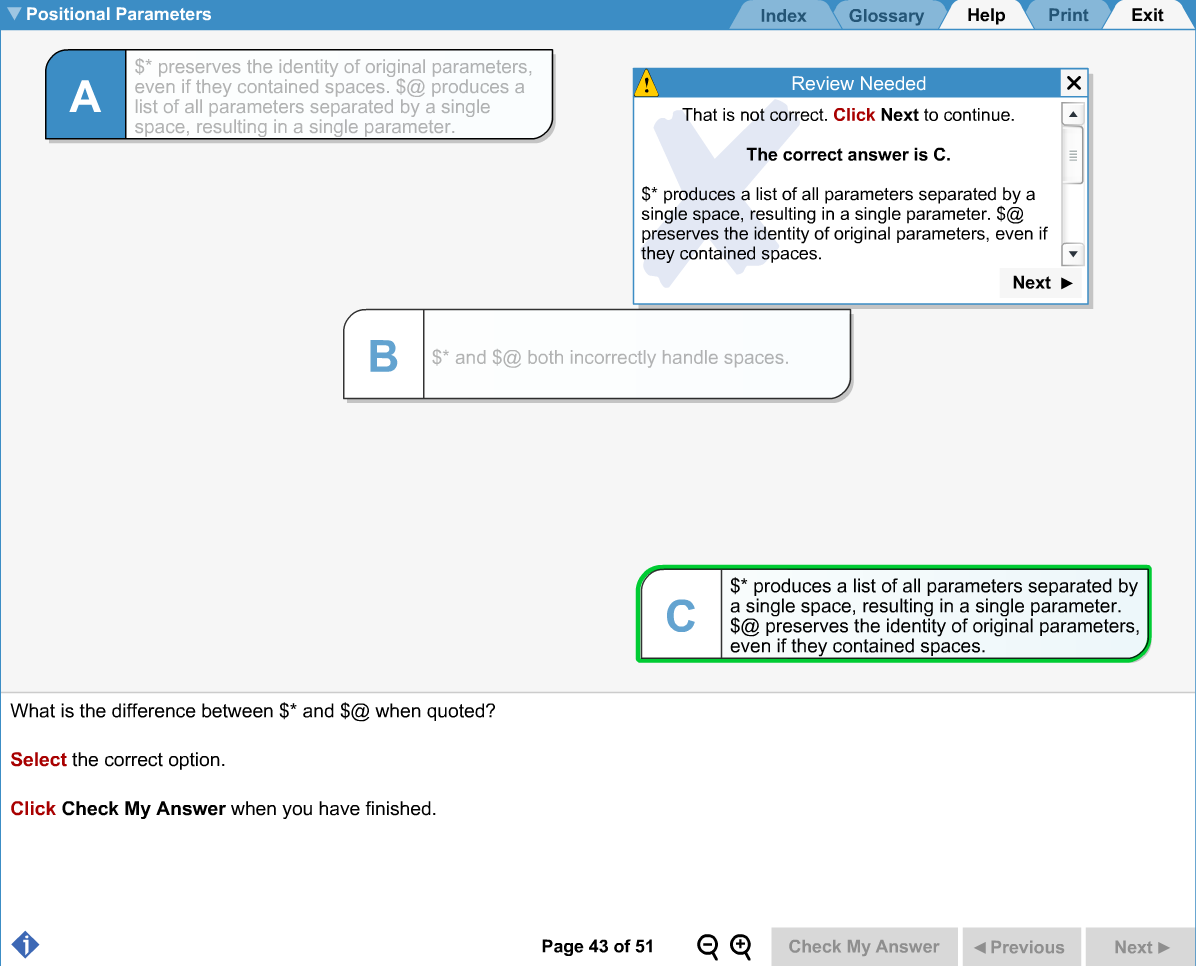 Positional Parameters
Index
Glossary
Help
Print
Exit
A
$* preserves the identity of original parameters,
even if they contained spaces. $@ produces a
list of all parameters separated by a single
space, resulting in a single parameter.
Review Needed
That is not correct. Click Next to continue.
The correct answer is C.
$* produces a list of all parameters separated by a
single space, resulting in a single parameter. $@
preserves the identity of original parameters, even if
they contained spaces.
Next
B
$* and $@ both incorrectly handle spaces.
C
$* produces a list of all parameters separated by
a single space, resulting in a single parameter.
$@ preserves the identity of original parameters,
even if they contained spaces.
What is the difference between $* and $@ when quoted?
Select the correct option.
Click Check My Answer when you have finished.
Page 43 of 51
Check My Answer
Previous
Next